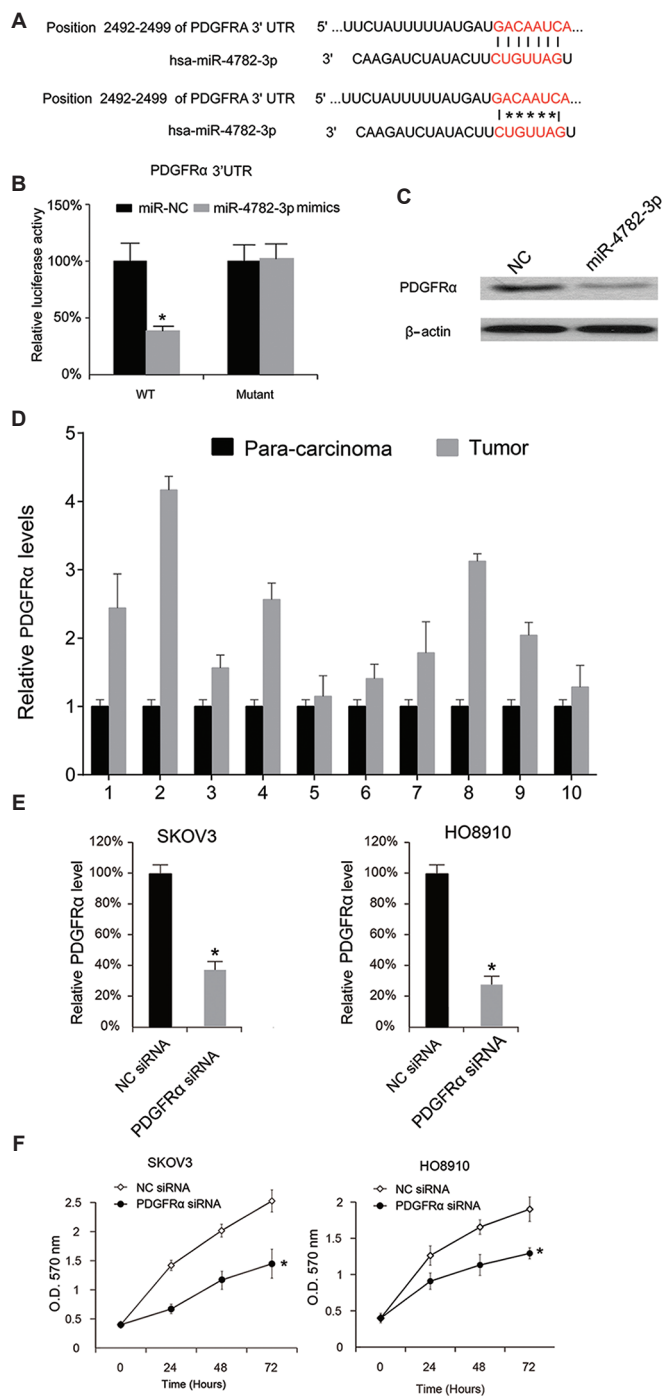 A
Position 2492-2499 of PDGFRA 3' UTR 5' ...UUCUAUUUUUAUGAUGACAAUCA...
hsa-miR-4782-3p 3' CAAGAUCUAUACUUCUGUUAGU
Position 2492-2499 of PDGFRA 3' UTR 5' ...UUCUAUUUUUAUGAUGACAAUCA...
*****
hsa-miR-4782-3p 3' CAAGAUCUAUACUUCUGUUAGU
B
PDGFRα 3'UTR
miR-NC miR-4782-3p mimics
Relative luciferase activy
150%
100%
50%
0%
*
WT Mutant
C
NC miR-4782-3p
PDGFRα
β-actin
D
Para-carcinoma Tumor
Relative PDGFRα levels
5
4
3
2
1
0
1 2 3 4 5 6 7 8 9 10
E
SKOV3
Relative PDGFRα level
120%
100%
80%
60%
40%
20%
0%
*
NC siRNA PDGFRα siRNA
HO8910
Relative PDGFRα level
120%
100%
80%
60%
40%
20%
0%
*
NC siRNA PDGFRα siRNA
F
SKOV3
NC siRNA
PDGFRα siRNA
O.D. 570 nm
2.5
2
1.5
1
0.5
0
*
0 24 48 72
Time (Hours)
HO8910
NC siRNA
PDGFRα siRNA
O.D. 570 nm
2
1.5
1
0.5
0
*
0 24 48 72
Time (Hours)